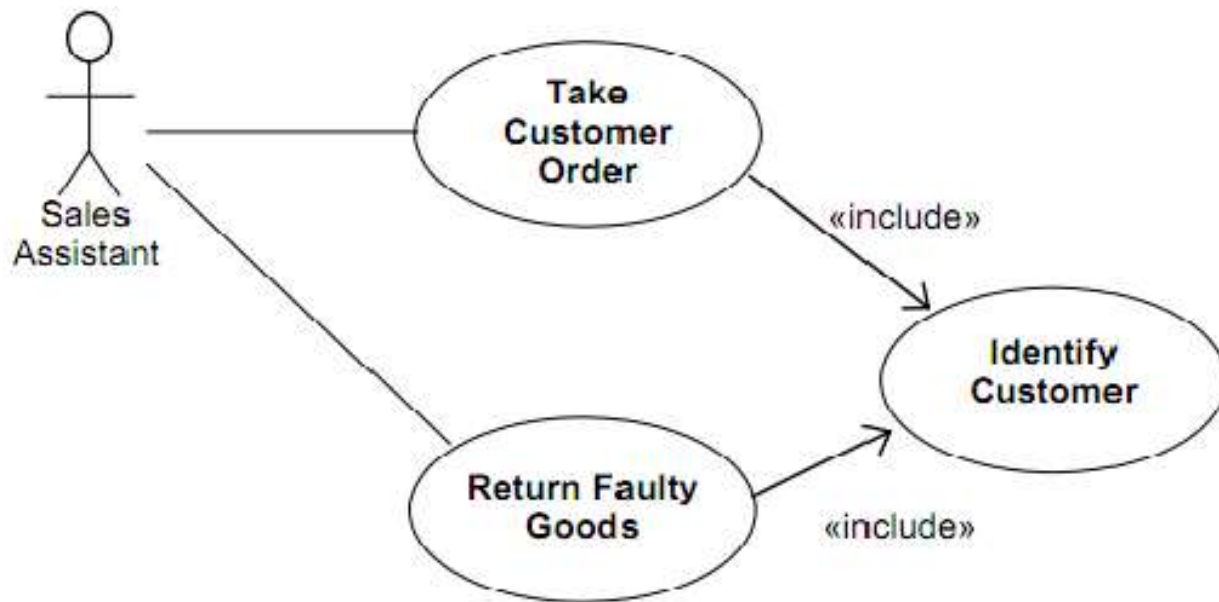 Take
Customer
Order
Sales
Assistant
«include»
Identify
Customer
Return Faulty
Goods
«include»